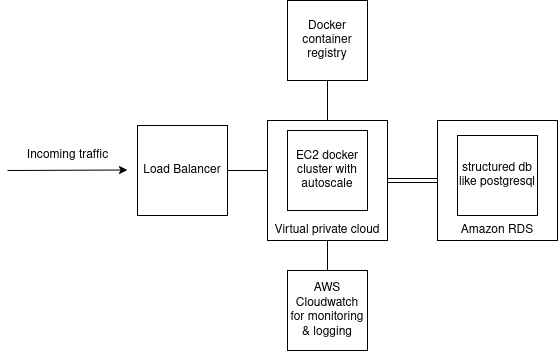 Docker
container
registry
Incoming traffic
Load Balancer
EC2 docker
cluster with
autoscale
Virtual private cloud
structured db
like postgresql
Amazon RDS
AWS
Cloudwatch
for monitoring
& logging